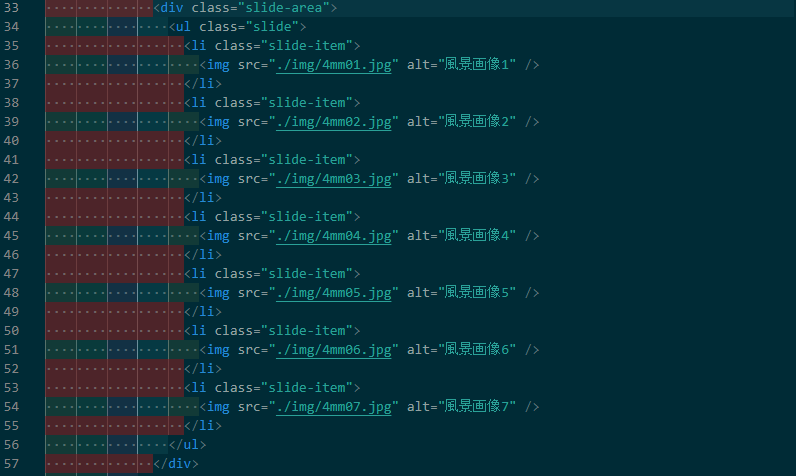 33 <div class="slide-area">
34 <ul class="slide">
35 <li class="slide-item">
36 <img src="./img/4mm01.jpg" alt="風景画像1" />
37 </li>
38 <li class="slide-item">
39 <img src="./img/4mm02.jpg" alt="風景画像2" />
40 </li>
41 <li class="slide-item">
42 <img src="./img/4mm03.jpg" alt="風景画像3" />
43 </li>
44 <li class="slide-item">
45 <img src="./img/4mm04.jpg" alt="風景画像4" />
46 </li>
47 <li class="slide-item">
48 <img src="./img/4mm05.jpg" alt="風景画像5" />
49 </li>
50 <li class="slide-item">
51 <img src="./img/4mm06.jpg" alt="風景画像6" />
52 </li>
53 <li class="slide-item">
54 <img src="./img/4mm07.jpg" alt="風景画像7" />
55 </li>
56 </ul>
57 </div>